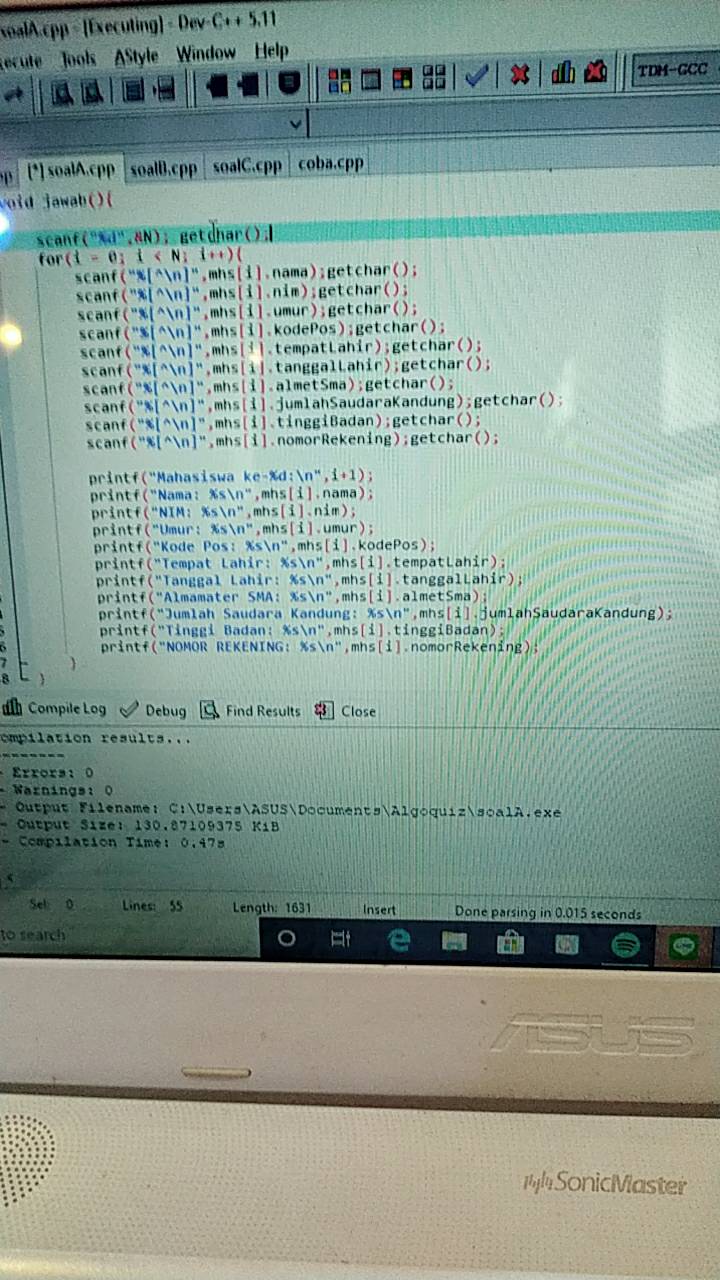 soalA.cpp - [Executing] - Dev-C++ 5.11
ecute Tools AStyle Window Help
TDM-GCC
pp [*] soalA.cpp soalB.cpp soalC.cpp coba.cpp
void jawab(){
scanf("%d",&N); getchar();
for(i = 0; i < N; i++){
scanf("%[^\n]",mhs[i].nama);getchar();
scanf("%[^\n]",mhs[i].nim);getchar();
scanf("%[^\n]",mhs[i].umur);getchar();
scanf("%[^\n]",mhs[i].kodePos);getchar();
scanf("%[^\n]",mhs[i].tempatLahir);getchar();
scanf("%[^\n]",mhs[i].tanggalLahir);getchar();
scanf("%[^\n]",mhs[i].almetSma);getchar();
scanf("%[^\n]",mhs[i].jumlahSaudaraKandung);getchar();
scanf("%[^\n]",mhs[i].tinggiBadan);getchar();
scanf("%[^\n]",mhs[i].nomorRekening);getchar();
printf("Mahasiswa ke-%d:\n",i+1);
printf("Nama: %s\n",mhs[i].nama);
printf("NIM: %s\n",mhs[i].nim);
printf("Umur: %s\n",mhs[i].umur);
printf("Kode Pos: %s\n",mhs[i].kodePos);
printf("Tempat Lahir: %s\n",mhs[i].tempatLahir);
printf("Tanggal Lahir: %s\n",mhs[i].tanggalLahir);
printf("Almamater SMA: %s\n",mhs[i].almetSma);
printf("Jumlah Saudara Kandung: %s\n",mhs[i].jumlahSaudaraKandung);
5 printf("Tinggi Badan: %s\n",mhs[i].tinggiBadan);
6 printf("NOMOR REKENING: %s\n",mhs[i].nomorRekening);
7 }
8 }
Compile Log Debug Find Results Close
ompilation results...
--------
- Errors: 0
- Warnings: 0
- Output Filename: C:\Users\ASUS\Documents\Algoquiz\soalA.exe
- Output Size: 130.87109375 KiB
- Compilation Time: 0.47s
Sel: 0 Lines: 55 Length: 1631 Insert Done parsing in 0.015 seconds
to search
LINE
ASUS
SonicMaster